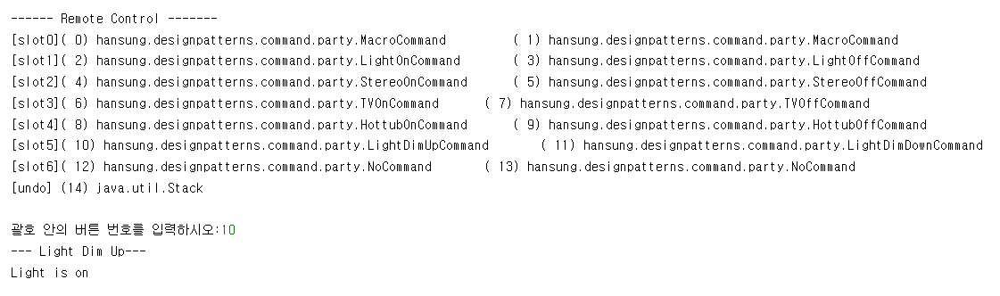 ------ Remote Control -------
[slot0]( 0) hansung.designpatterns.command.party.MacroCommand ( 1) hansung.designpatterns.command.party.MacroCommand
[slot1]( 2) hansung.designpatterns.command.party.LightOnCommand ( 3) hansung.designpatterns.command.party.LightOffCommand
[slot2]( 4) hansung.designpatterns.command.party.StereoOnCommand ( 5) hansung.designpatterns.command.party.StereoOffCommand
[slot3]( 6) hansung.designpatterns.command.party.TVOnCommand ( 7) hansung.designpatterns.command.party.TVOffCommand
[slot4]( 8) hansung.designpatterns.command.party.HottubOnCommand ( 9) hansung.designpatterns.command.party.HottubOffCommand
[slot5]( 10) hansung.designpatterns.command.party.LightDimUpCommand ( 11) hansung.designpatterns.command.party.LightDimDownCommand
[slot6]( 12) hansung.designpatterns.command.party.NoCommand ( 13) hansung.designpatterns.command.party.NoCommand
[undo] (14) java.util.Stack
괄호 안의 버튼 번호를 입력하시오:10
--- Light Dim Up---
Light is on